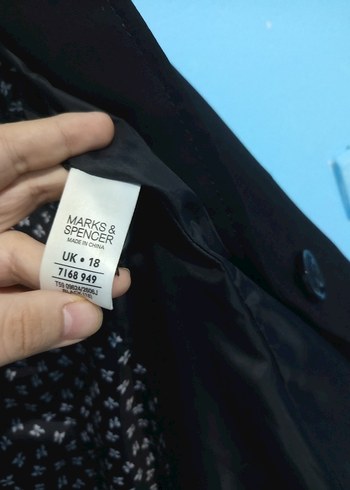 MARKS &
SPENCER
MADE IN CHINA
UK • 18
7168 949